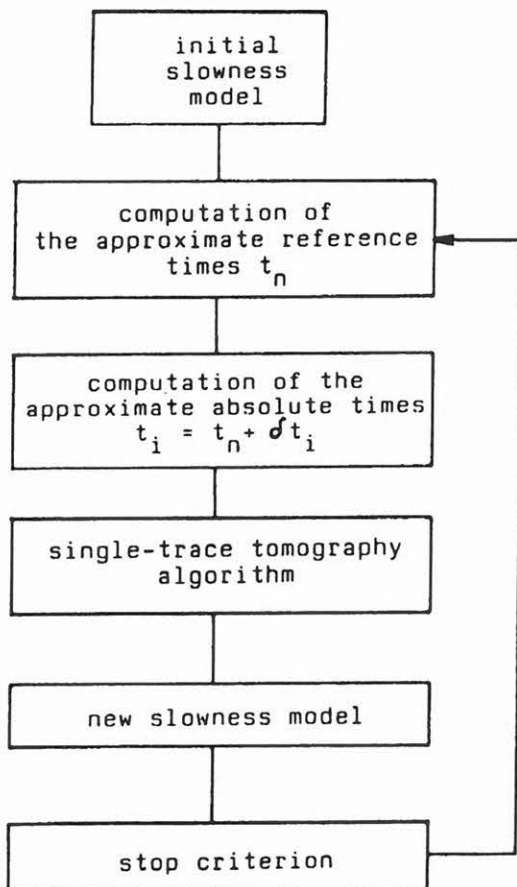 initial
slowness
model
computation of
the approximate reference
times t_n
computation of the
approximate absolute times
t_i = t_n + δt_i
single-trace tomography
algorithm
new slowness model
stop criterion